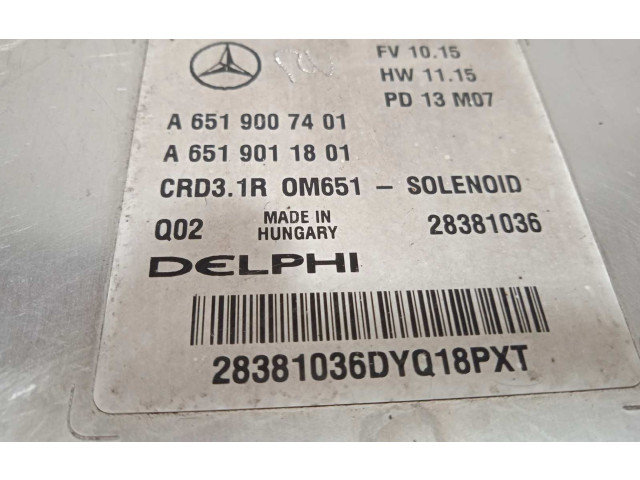 FV 10.15
HW 11.15
PD 13 M07
A 651 900 74 01
A 651 901 18 01
CRD3.1R OM651 - SOLENOID
Q02 MADE IN HUNGARY 28381036
DELPHI
28381036DYQ18PXT